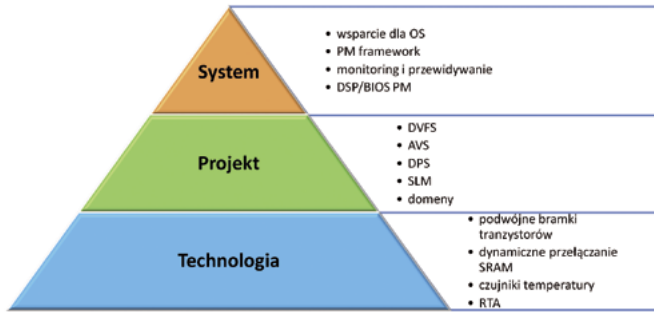 System
• wsparcie dla OS
• PM framework
• monitoring i przewidywanie
• DSP/BIOS PM
Projekt
• DVFS
• AVS
• DPS
• SLM
• domeny
Technologia
• podwójne bramki
tranzystorów
• dynamiczne przełączanie
SRAM
• czujniki temperatury
• RTA